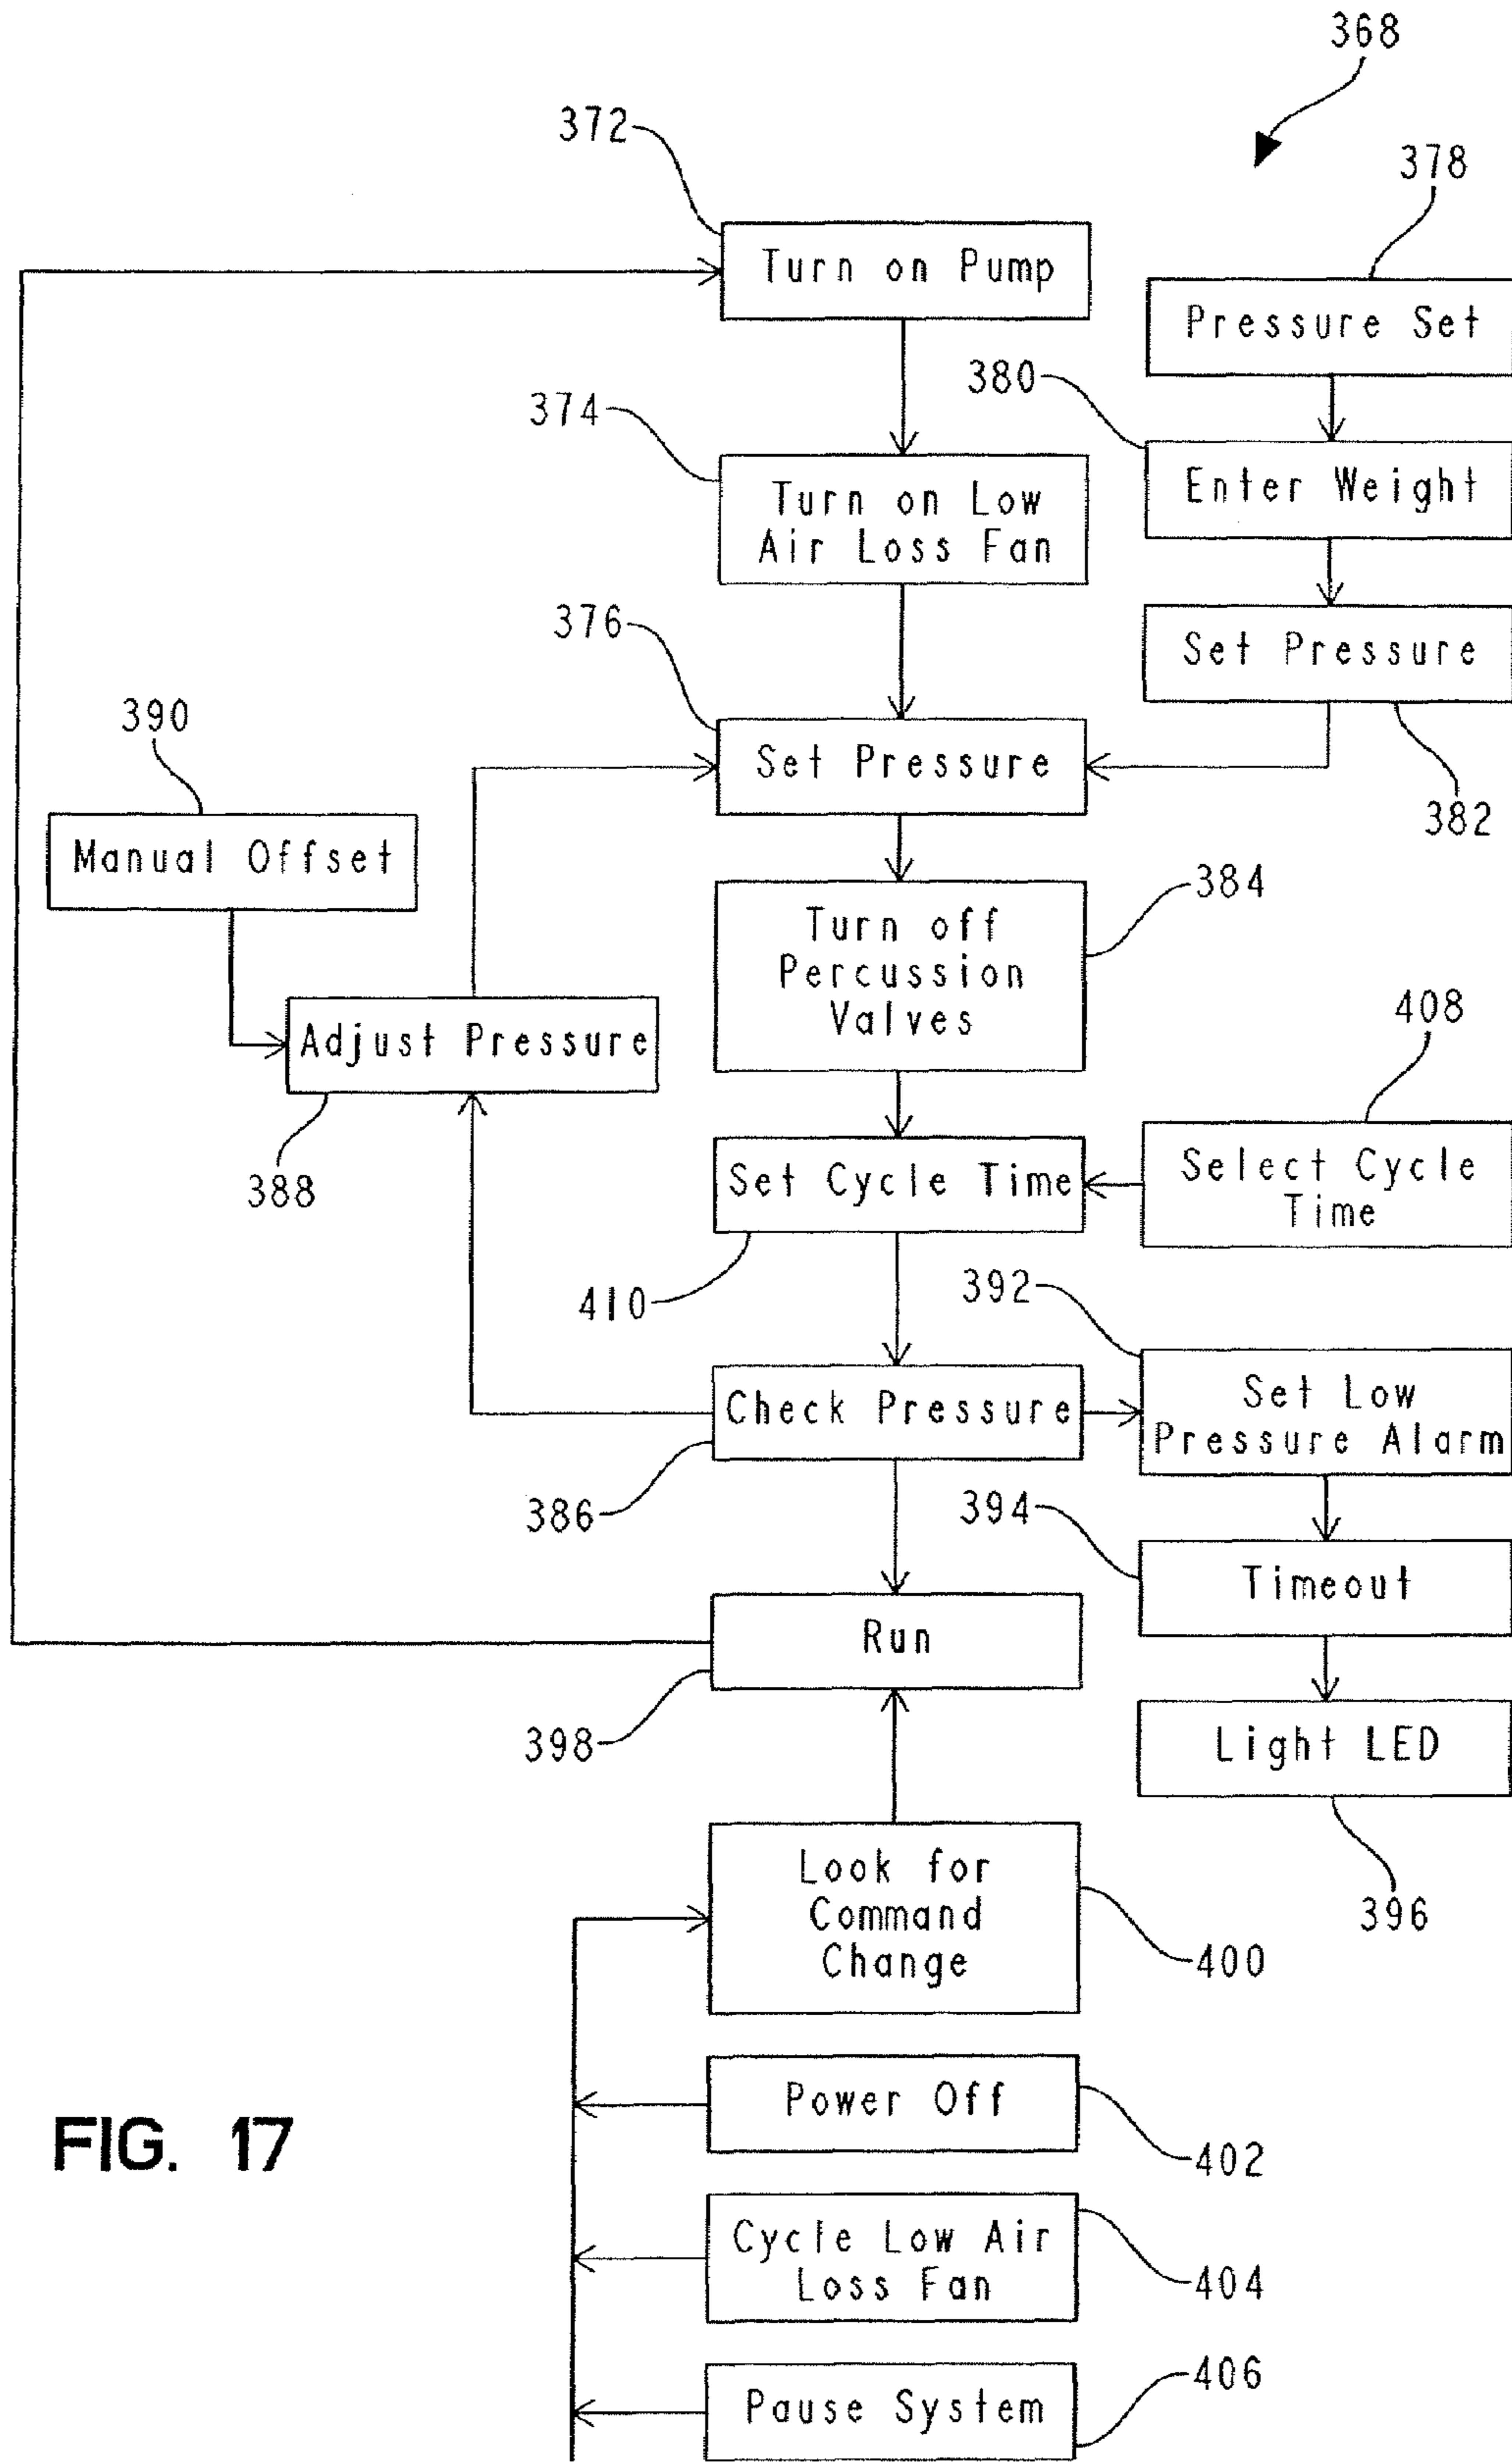 368
372
378
Turn on Pump
Pressure Set
380
374
Enter Weight
Turn on Low
Air Loss Fan
376
Set Pressure
390
Set Pressure
382
Manual Offset
384
Turn off
Percussion
Valves
408
Adjust Pressure
388
Set Cycle Time
Select Cycle
Time
410
392
Check Pressure
Set Low
Pressure Alarm
386
394
Timeout
Run
398
Light LED
396
Look for
Command
Change
400
Power Off
402
FIG. 17
Cycle Low Air
Loss Fan
404
406
Pause System